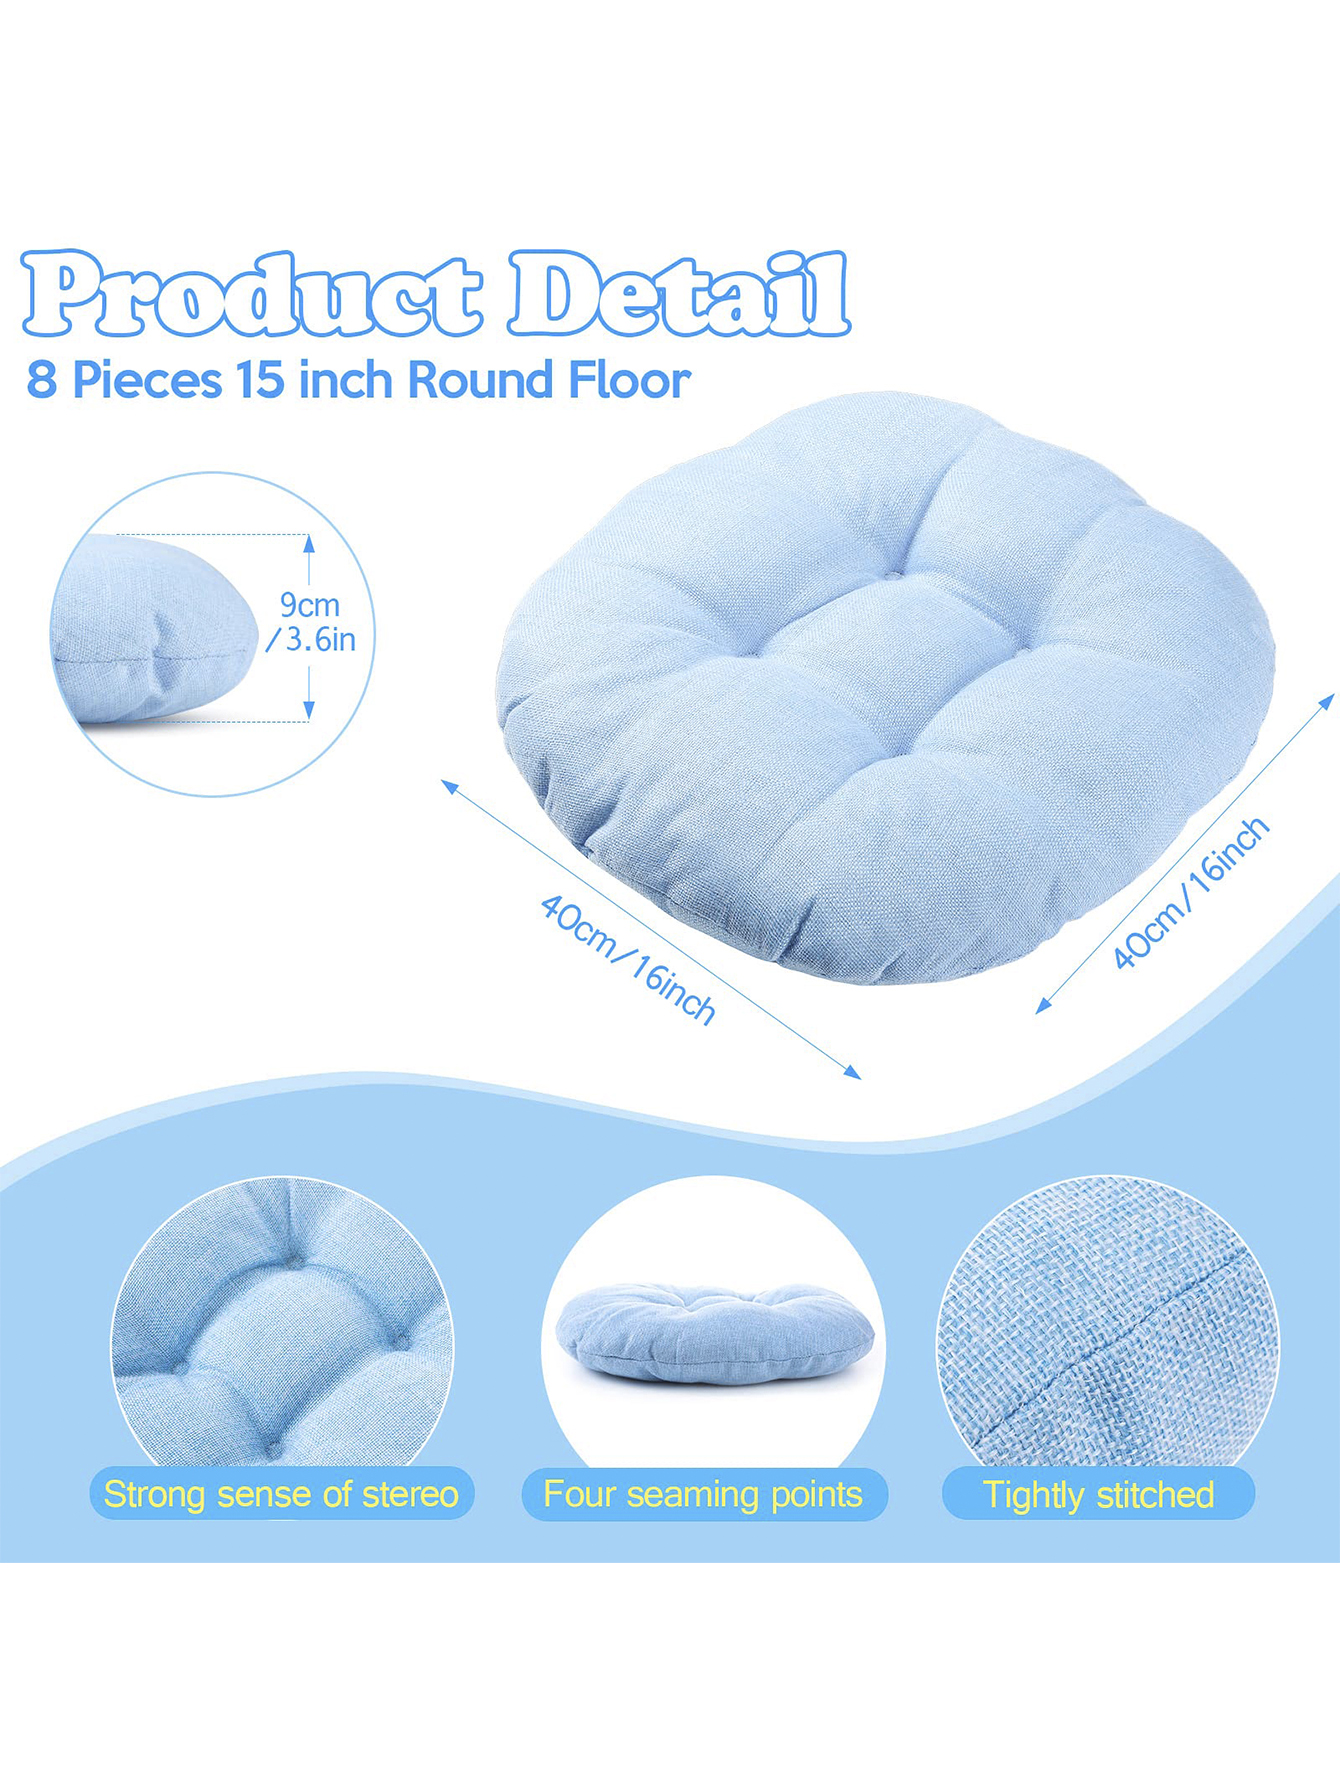 Product Detail
8 Pieces 15 inch Round Floor
9cm
/3.6in
40cm/16inch
40cm/16inch
Strong sense of stereo
Four seaming points
Tightly stitched